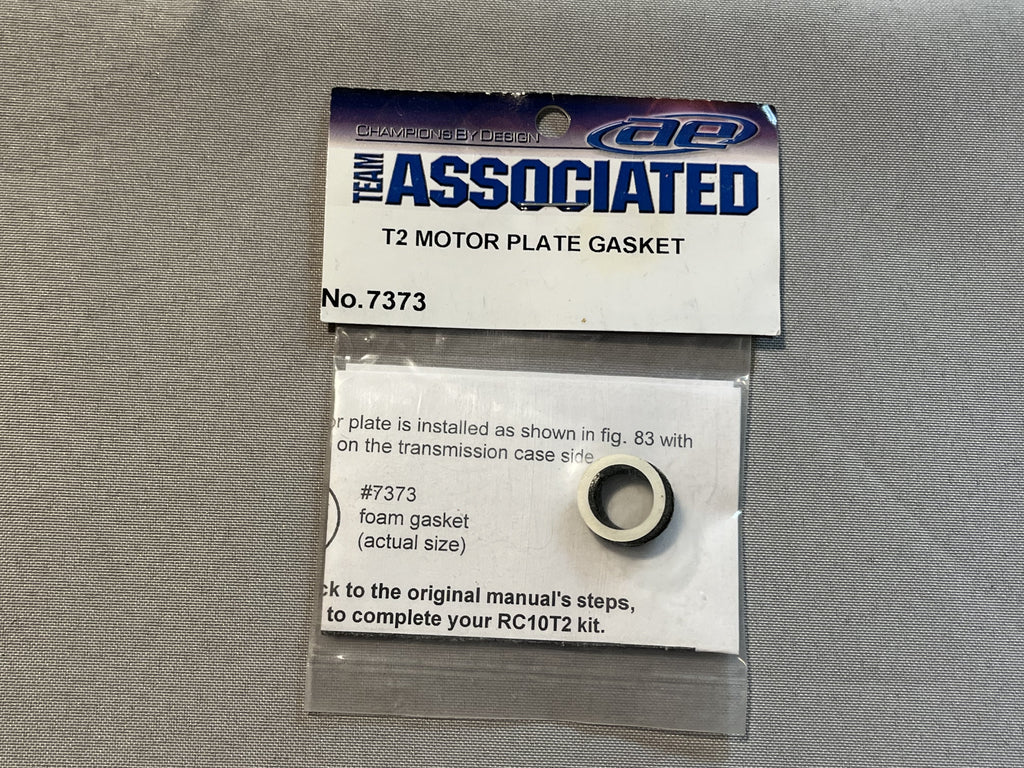 CHAMPIONS BY DESIGN
ae
TEAM ASSOCIATED
T2 MOTOR PLATE GASKET
No.7373
plate is installed as shown in fig. 83 with
on the transmission case side
#7373
foam gasket
(actual size)
to the original manual's steps,
to complete your RC10T2 kit.